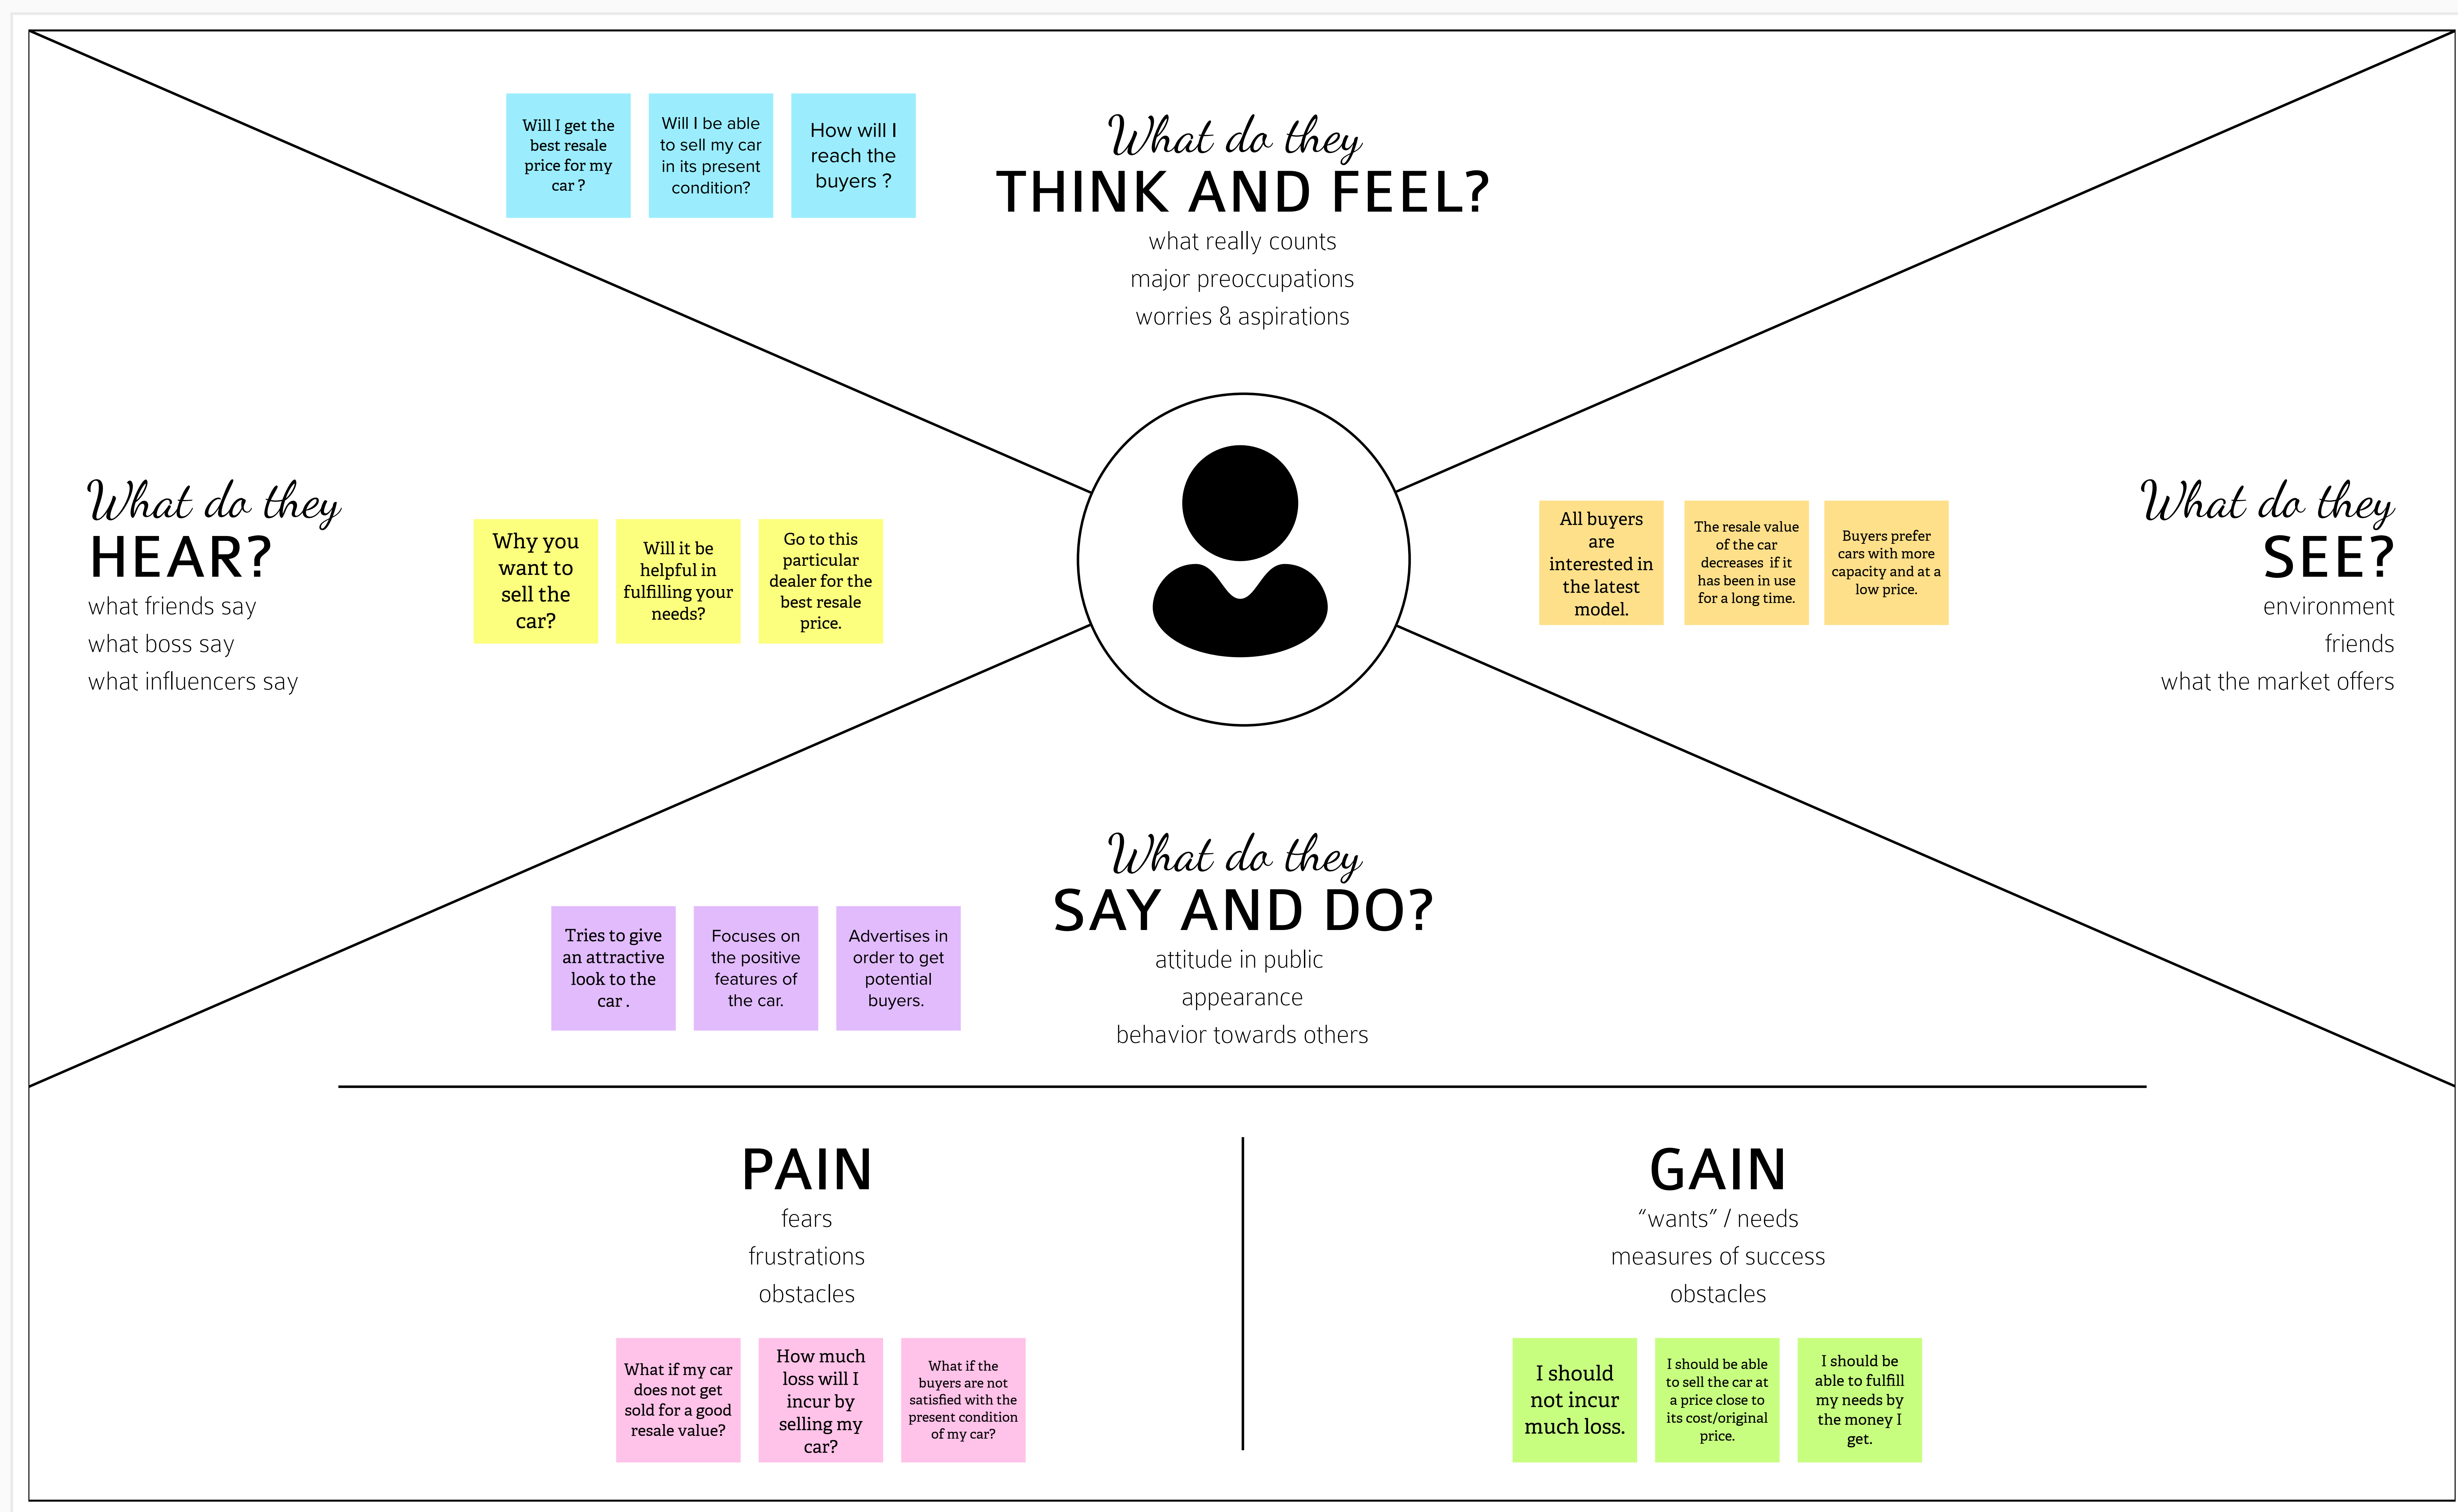 Will I get the
best resale
price for my
car ?
Will I be able
to sell my car
in its present
condition?
How will I
reach the
buyers ?
What do they
THINK AND FEEL?
what really counts
major preoccupations
worries & aspirations
What do they
HEAR?
what friends say
what boss say
what influencers say
Why you
want to
sell the
car?
Will it be
helpful in
fulfilling your
needs?
Go to this
particular
dealer for the
best resale
price.
All buyers
are
interested in
the latest
model.
The resale value
of the car
decreases  if it
has been in use
for a long time.
Buyers prefer
cars with more
capacity and at a
low price.
What do they
SEE?
environment
friends
what the market offers
What do they
SAY AND DO?
attitude in public
appearance
behavior towards others
Tries to give
an attractive
look to the
car .
Focuses on
the positive
features of
the car.
Advertises in
order to get
potential
buyers.
PAIN
fears
frustrations
obstacles
What if my car
does not get
sold for a good
resale value?
How much
loss will I
incur by
selling my
car?
What if the
buyers are not
satisfied with the
present condition
of my car?
GAIN
“wants” / needs
measures of success
obstacles
I should
not incur
much loss.
I should be able
to sell the car at
a price close to
its cost/original
price.
I should be
able to fulfill
my needs by
the money I
get.